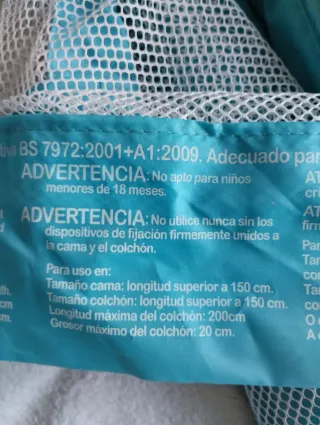 BS 7972:2001+A1:2009. Adecuado par
ADVERTENCIA: No apto para niños
menores de 18 meses.
ADVERTENCIA: No utilice nunca sin los
dispositivos de fijación firmemente unidos a
la cama y el colchón.
Para uso en:
Tamaño cama: longitud superior a 150 cm.
Tamaño colchón: longitud superior a 150 cm.
Longitud máxima del colchón: 200cm
Grosor máximo del colchón: 20 cm.